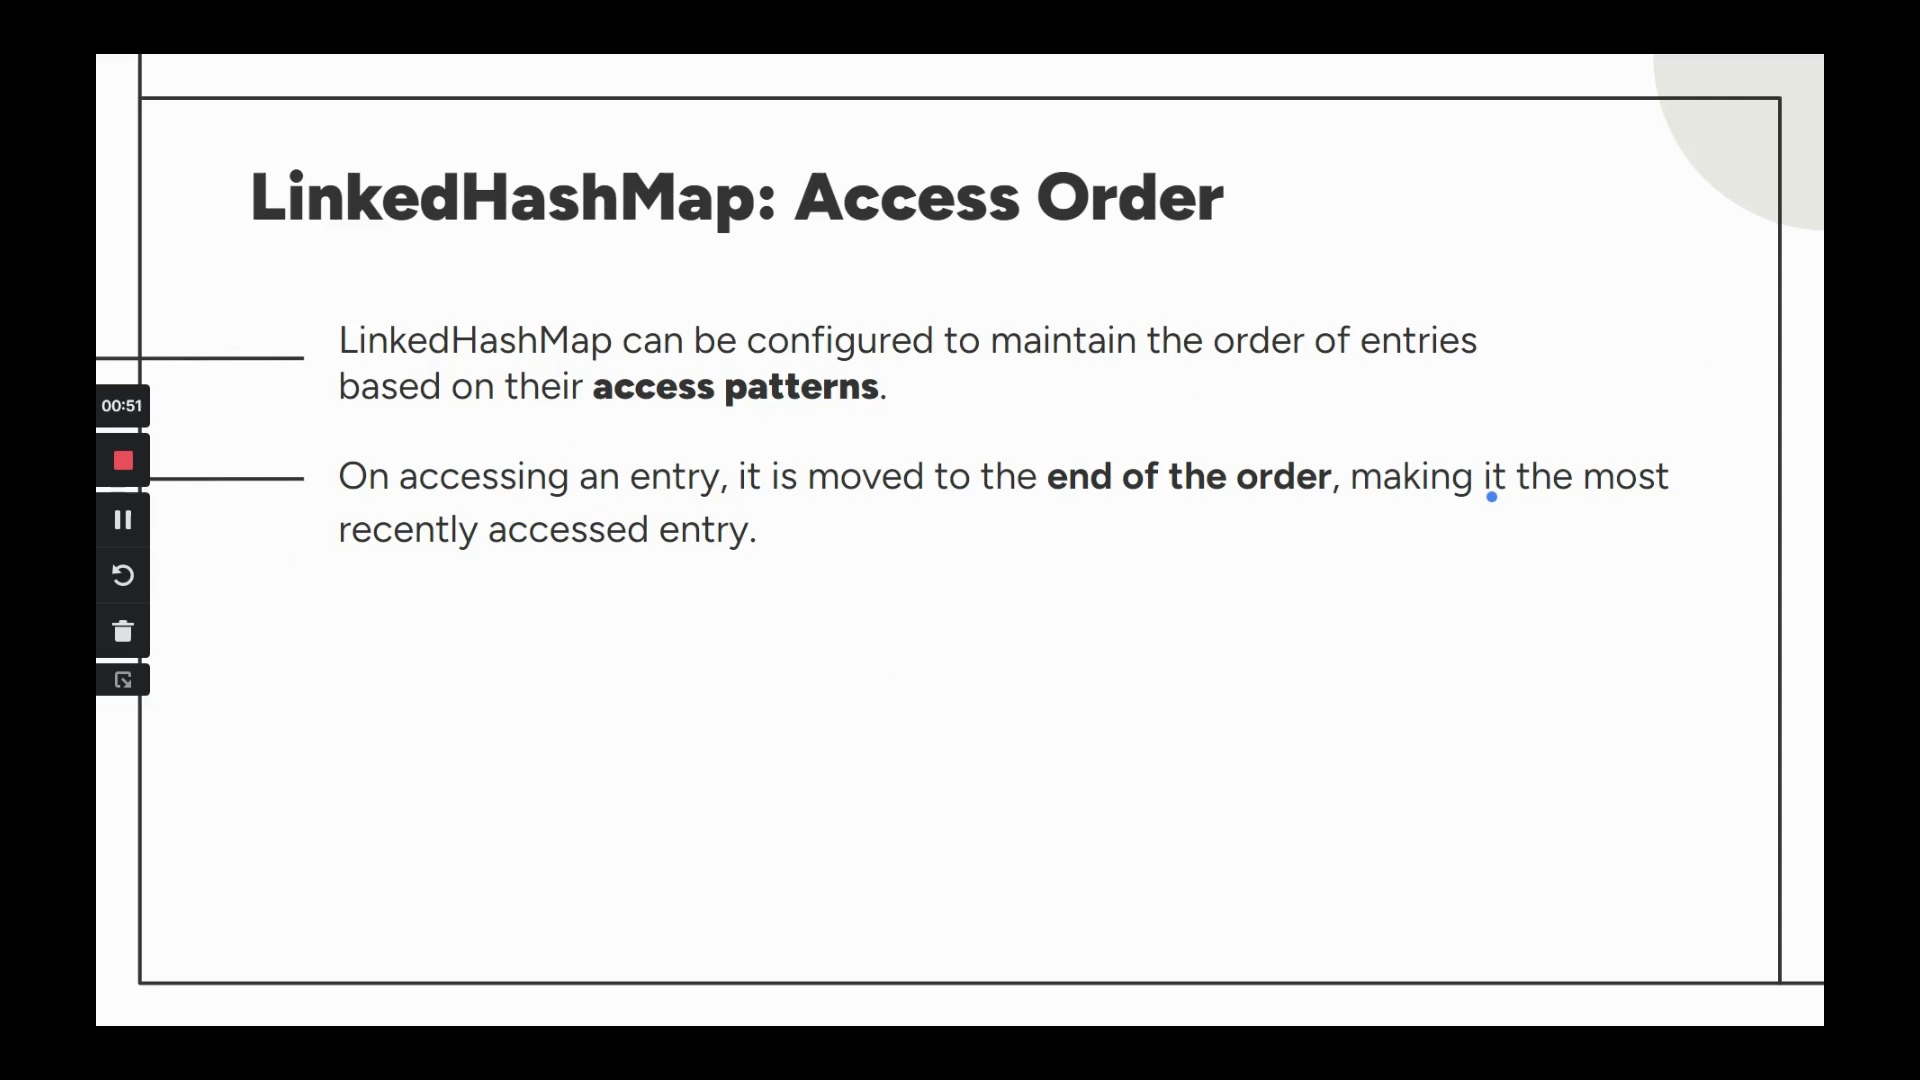 LinkedHashMap: Access Order
LinkedHashMap can be configured to maintain the order of entries
based on their access patterns.
00:51
On accessing an entry, it is moved to the end of the order, making it the most
recently accessed entry.